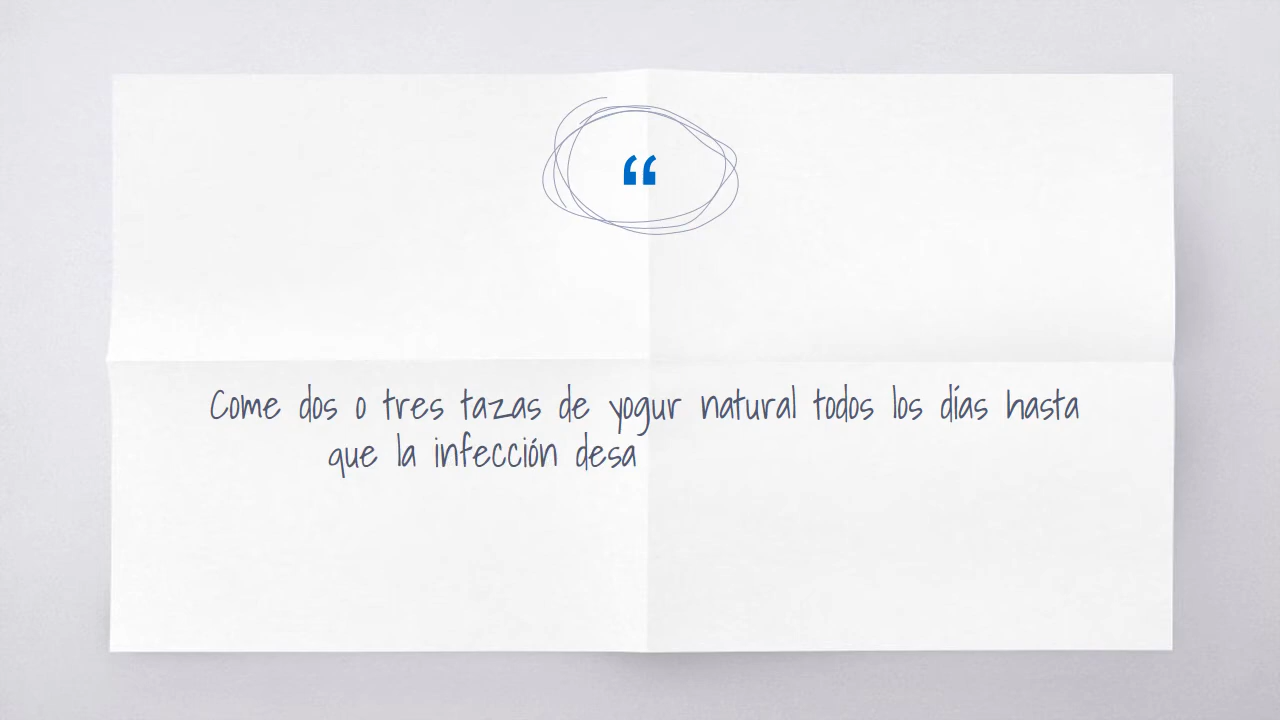 “
Come dos o tres tazas de yogur natural todos los días hasta
que la infección desa